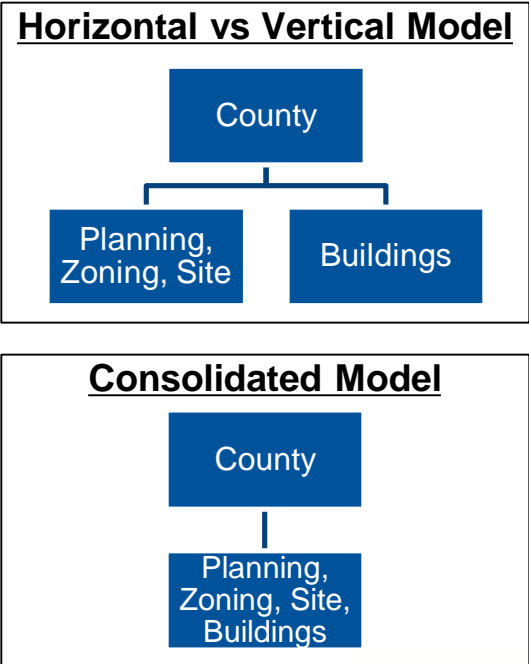 Horizontal vs Vertical Model
County
Planning,
Zoning, Site
Buildings
Consolidated Model
County
Planning,
Zoning, Site,
Buildings